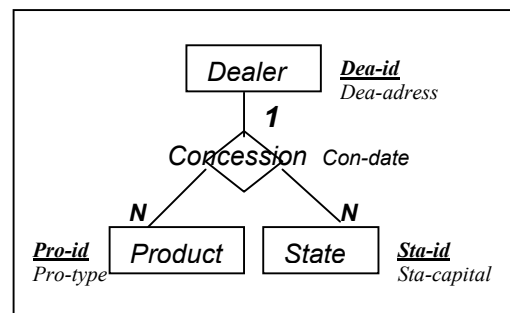 Dealer
Dea-id
Dea-adress
1
Concession Con-date
N
N
Pro-id
Product
State
Sta-id
Pro-type
Sta-capital